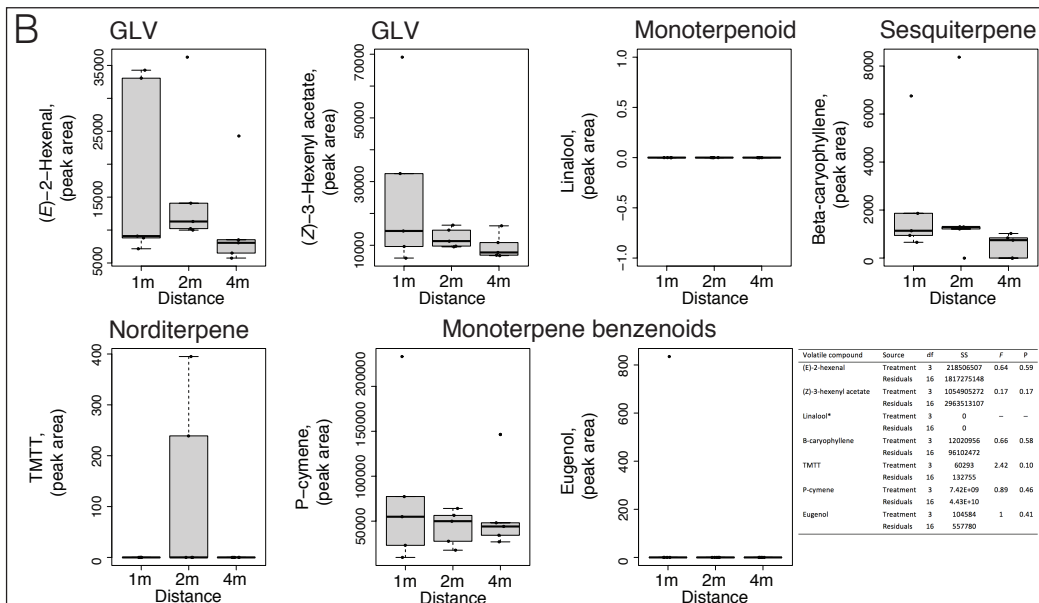 B
GLV
GLV
Monoterpenoid
Sesquiterpene
(E)−2−Hexenal,
(peak area)
5000
15000
25000
35000
1m 2m 4m
Distance
(Z)−3−Hexenyl acetate,
(peak area)
10000
30000
50000
70000
1m 2m 4m
Distance
Linalool,
(peak area)
−1.0
−0.5
0.0
0.5
1.0
1m 2m 4m
Distance
Beta-caryophyllene,
(peak area)
0
2000
4000
6000
8000
1m 2m 4m
Distance
Norditerpene
Monoterpene benzenoids
TMTT,
(peak area)
0
100
200
300
400
1m 2m 4m
Distance
P−cymene,
(peak area)
50000
100000
150000
200000
1m 2m 4m
Distance
Eugenol,
(peak area)
0
200
400
600
800
1m 2m 4m
Distance
Volatile compound Source df SS F P
(E)-2-hexenal Treatment 3 218506507 0.64 0.59
Residuals 16 1817275148
(Z)-3-hexenyl acetate Treatment 3 1054905272 0.17 0.17
Residuals 16 2963513107
Linalool* Treatment 3 0 – –
Residuals 16 0
B-caryophyllene Treatment 3 12020956 0.66 0.58
Residuals 16 96102472
TMTT Treatment 3 60293 2.42 0.10
Residuals 16 132755
P-cymene Treatment 3 7.42E+09 0.89 0.46
Residuals 16 4.43E+10
Eugenol Treatment 3 104584 1 0.41
Residuals 16 557780